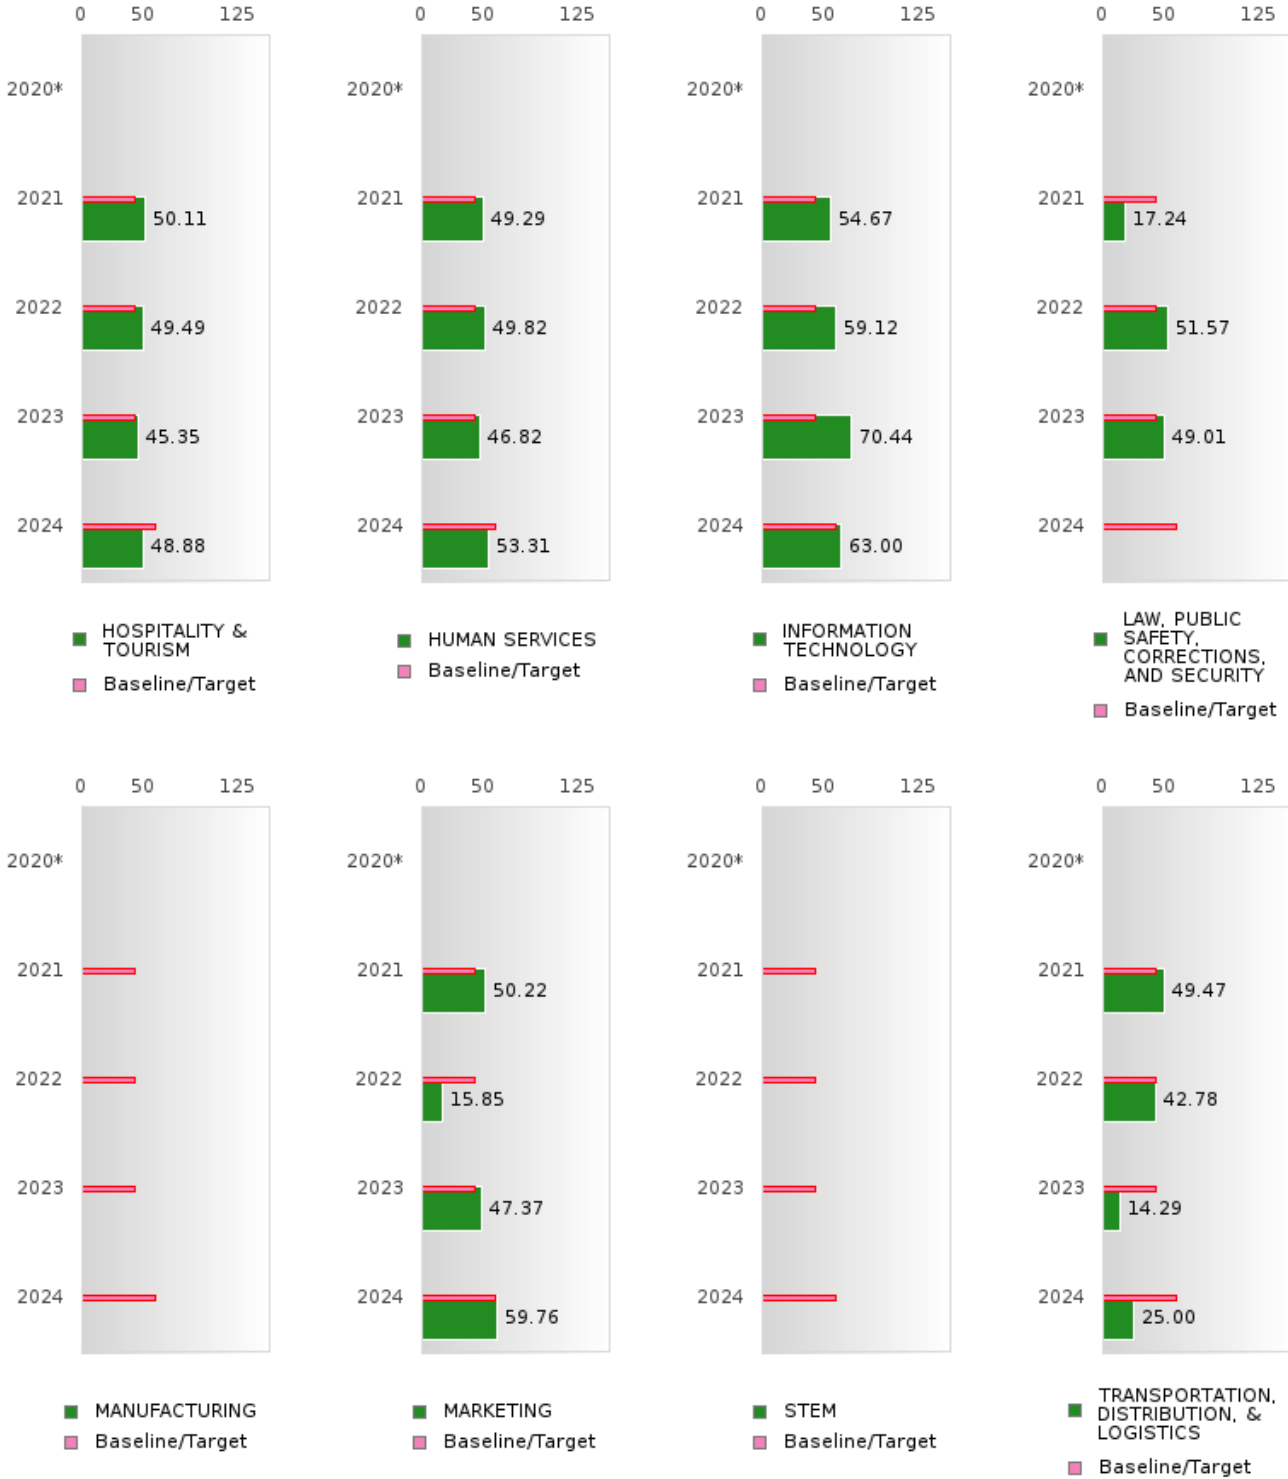 0 50 125
2020*
2021
50.11
2022
49.49
2023
45.35
2024
48.88
HOSPITALITY &
TOURISM
Baseline/Target
0 50 125
2020*
2021
49.29
2022
49.82
2023
46.82
2024
53.31
HUMAN SERVICES
Baseline/Target
0 50 125
2020*
2021
54.67
2022
59.12
2023
70.44
2024
63.00
INFORMATION
TECHNOLOGY
Baseline/Target
0 50 125
2020*
2021
17.24
2022
51.57
2023
49.01
2024
LAW, PUBLIC
SAFETY,
CORRECTIONS,
AND SECURITY
Baseline/Target
0 50 125
2020*
2021
2022
2023
2024
MANUFACTURING
Baseline/Target
0 50 125
2020*
2021
50.22
2022
15.85
2023
47.37
2024
59.76
MARKETING
Baseline/Target
0 50 125
2020*
2021
2022
2023
2024
STEM
Baseline/Target
0 50 125
2020*
2021
49.47
2022
42.78
2023
14.29
2024
25.00
TRANSPORTATION,
DISTRIBUTION, &
LOGISTICS
Baseline/Target